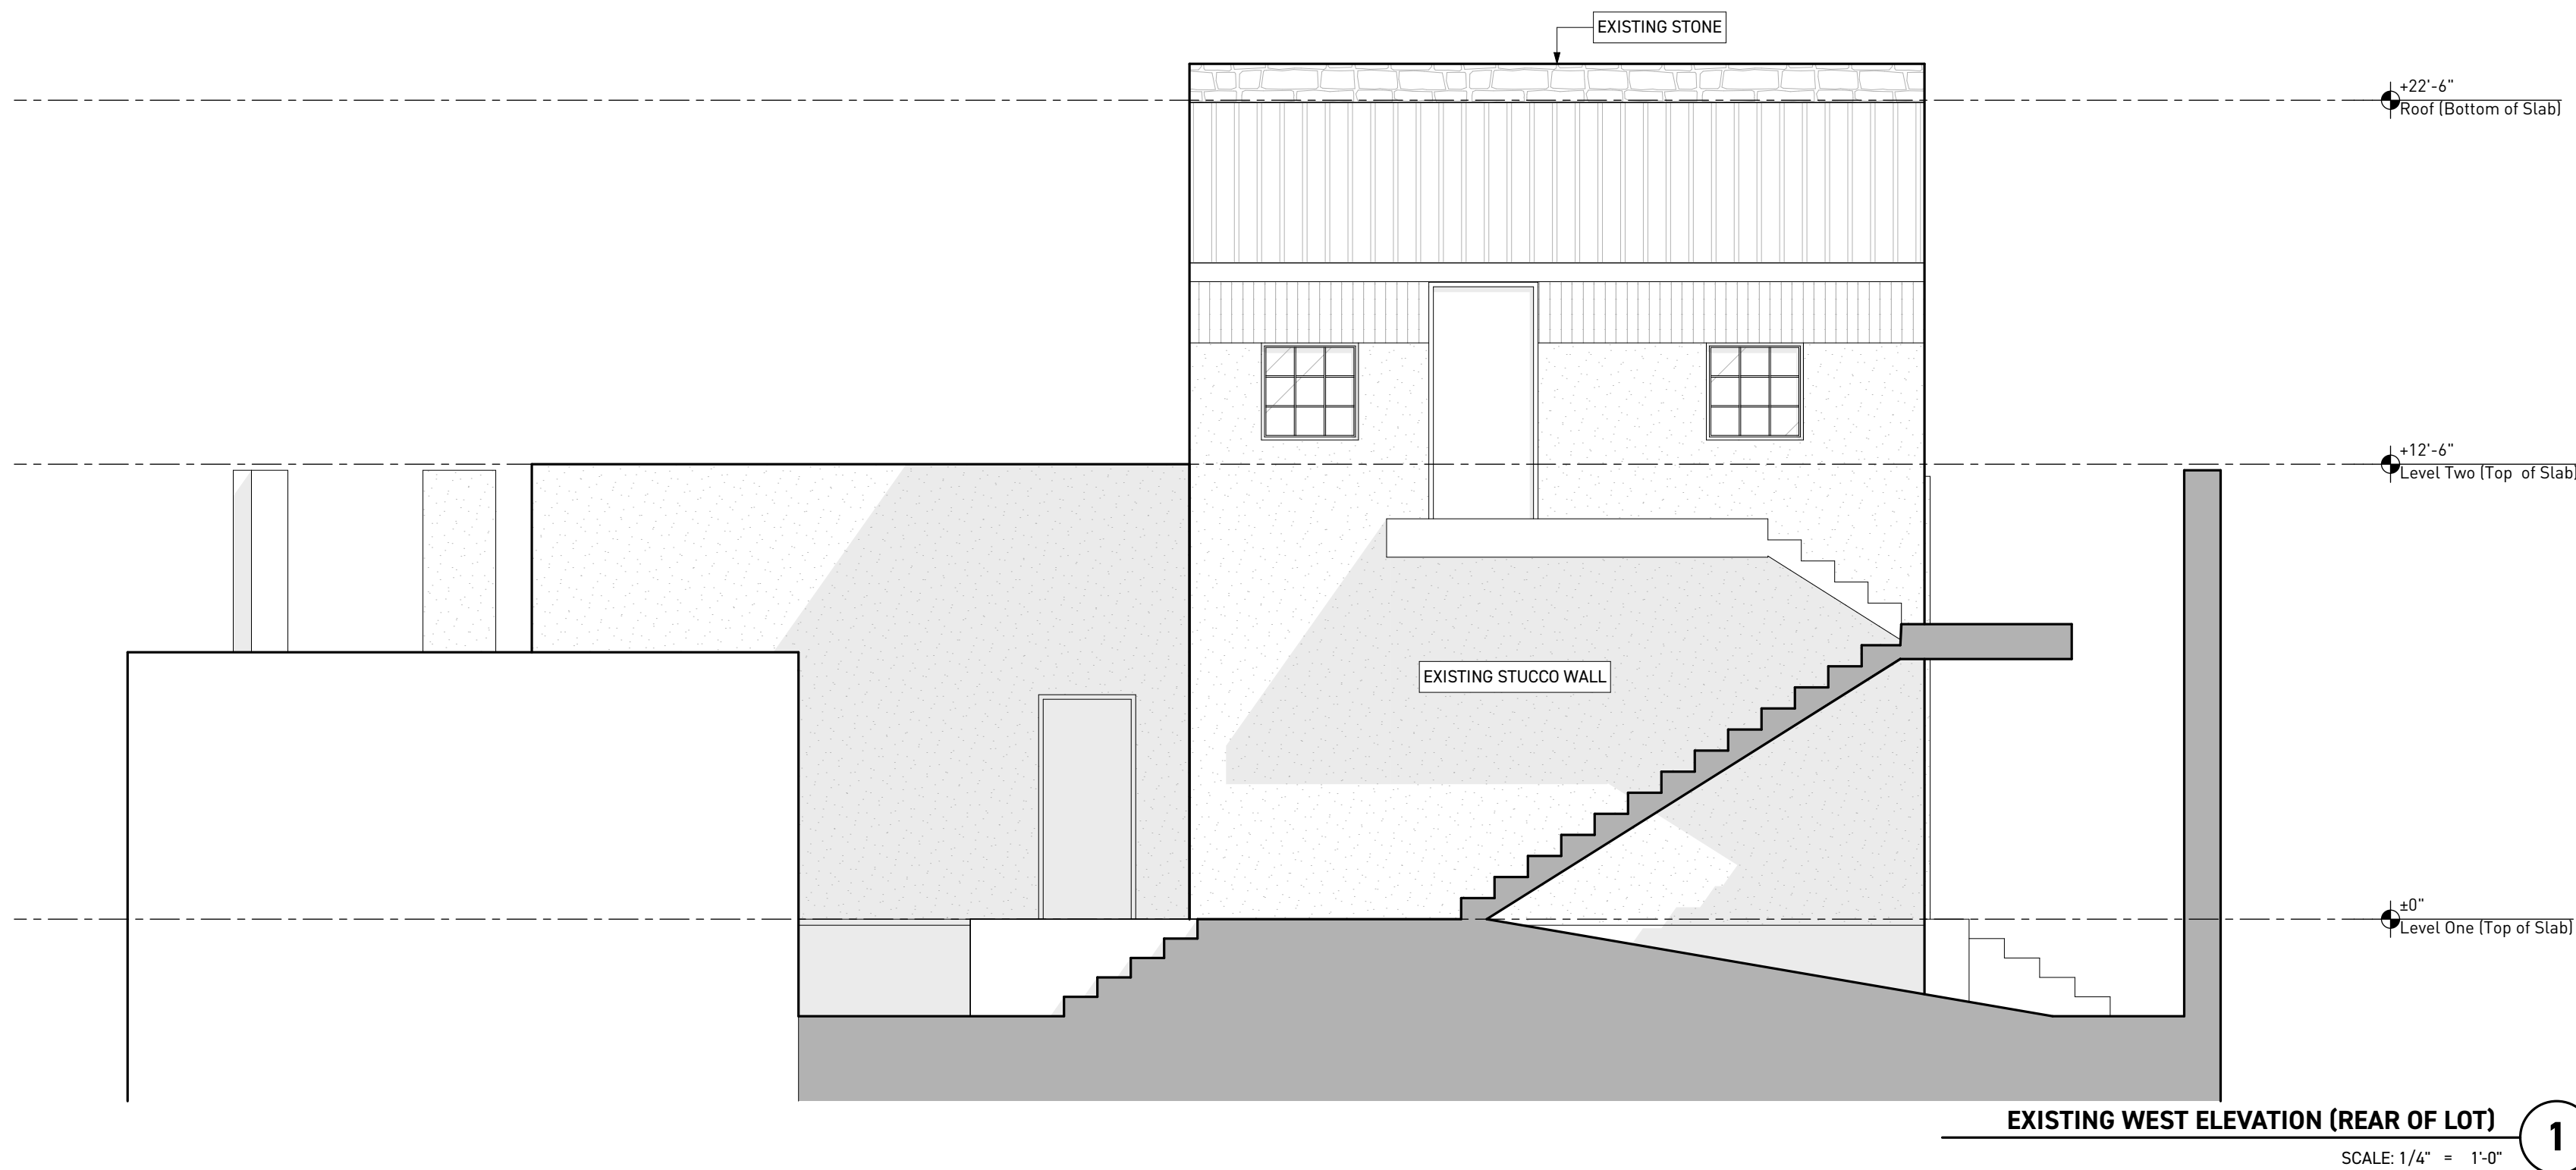 EXISTING STONE
+22'-6"
Roof (Bottom of Slab)
+12'-6"
Level Two (Top of Slab)
EXISTING STUCCO WALL
±0"
Level One (Top of Slab)
EXISTING WEST ELEVATION (REAR OF LOT)
1
SCALE: 1/4" = 1'-0"